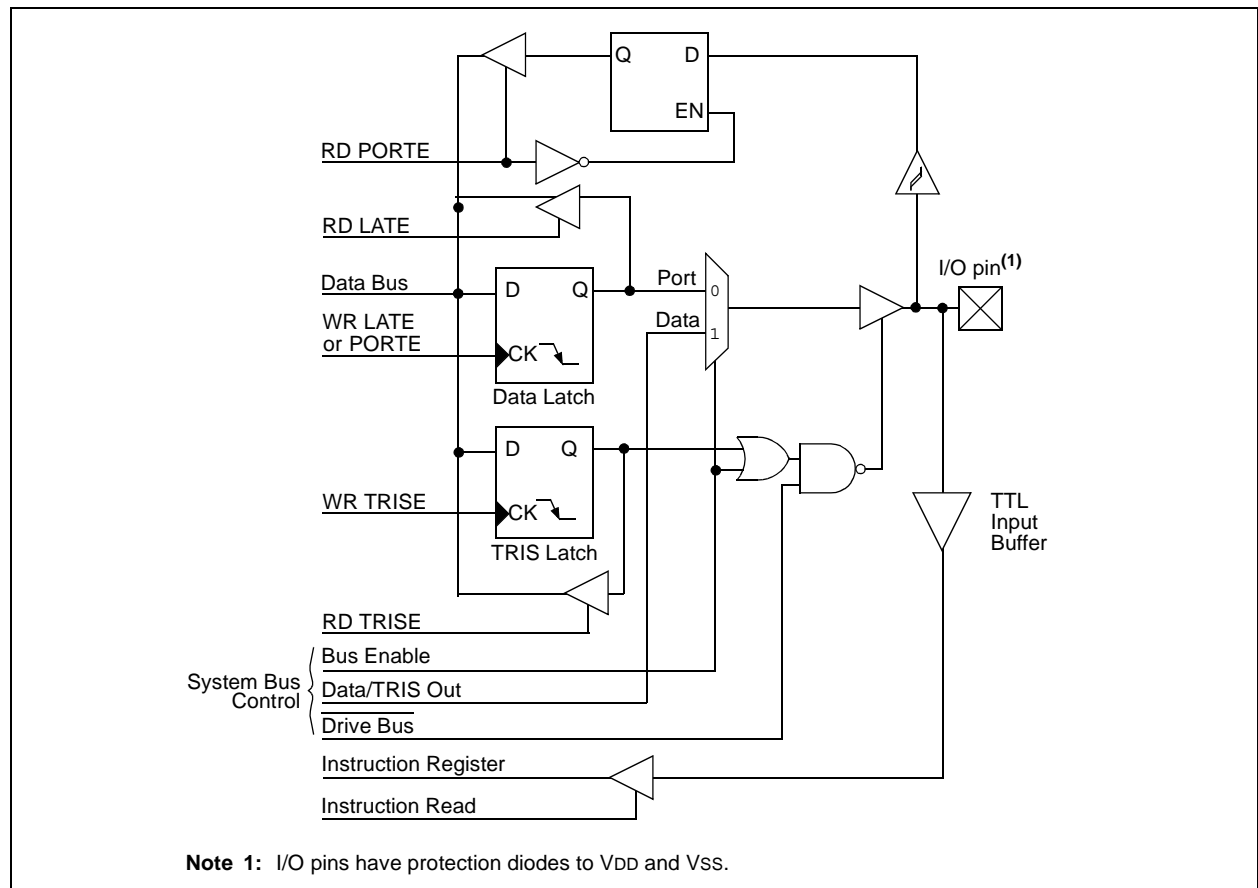 Q D
EN
RD PORTE
RD LATE
Data Bus
WR LATE
or PORTE
D Q
CK
Data Latch
Port
Data
0
1
I/O pin(1)
D Q
CK
TRIS Latch
WR TRISE
TTL
Input
Buffer
RD TRISE
System Bus
Control
Bus Enable
Data/TRIS Out
Drive Bus
Instruction Register
Instruction Read
Note 1: I/O pins have protection diodes to VDD and VSS.